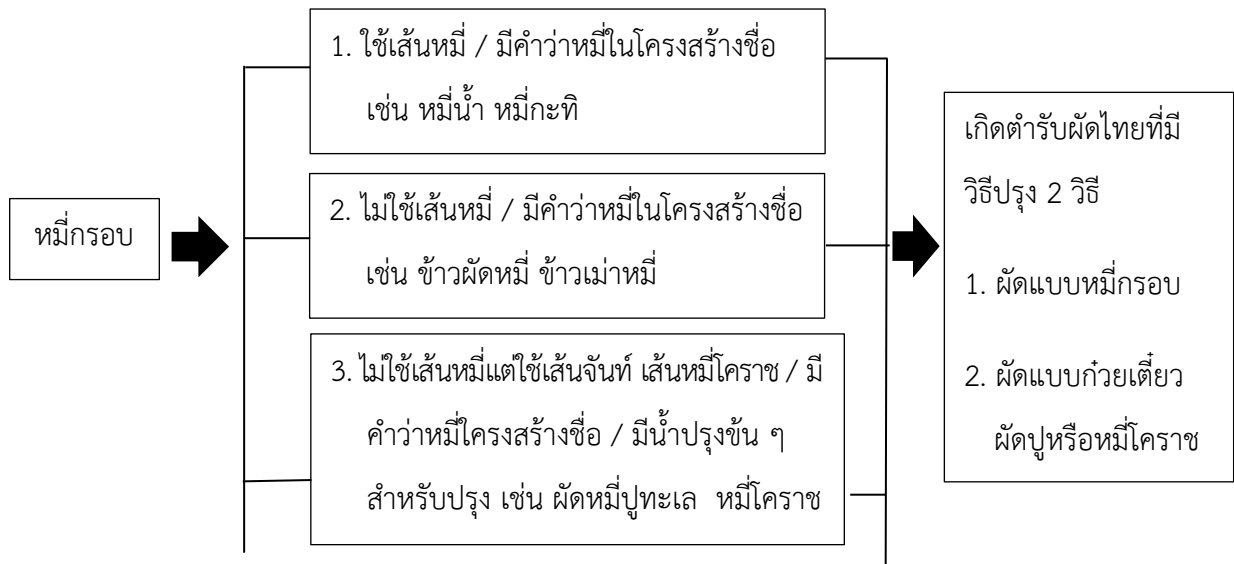 หมี่กรอบ
1. ใช้เส้นหมี่ / มีคำว่าหมี่ในโครงสร้างชื่อ
เช่น หมี่น้ำ หมี่กะทิ
2. ไม่ใช้เส้นหมี่ / มีคำว่าหมี่ในโครงสร้างชื่อ
เช่น ข้าวผัดหมี่ ข้าวเม่าหมี่
3. ไม่ใช้เส้นหมี่แต่ใช้เส้นจันท์ เส้นหมี่โคราช / มี
คำว่าหมี่ใครงสร้างชื่อ / มีน้ำปรุงข้น ๆ
สำหรับปรุง เช่น ผัดหมี่ปูทะเล หมี่โคราช
เกิดตำรับผัดไทยที่มี
วิธีปรุง 2 วิธี
1. ผัดแบบหมี่กรอบ
2. ผัดแบบก๋วยเตี๋ยว
ผัดปูหรือหมี่โคราช